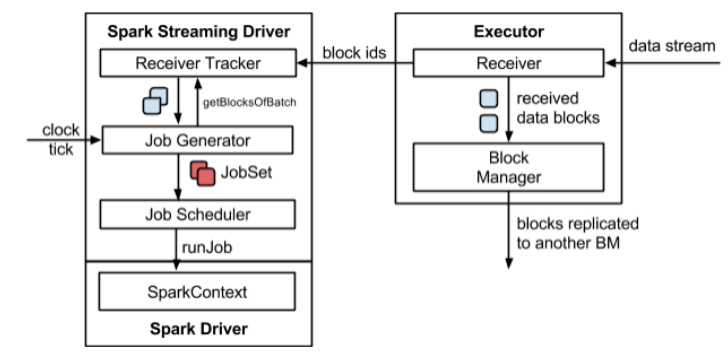 Spark Streaming Driver
Receiver Tracker
getBlocksOfBatch
clock
tick
Job Generator
JobSet
Job Scheduler
runJob
SparkContext
Spark Driver
block ids
Executor
Receiver
data stream
received
data blocks
Block
Manager
blocks replicated
to another BM